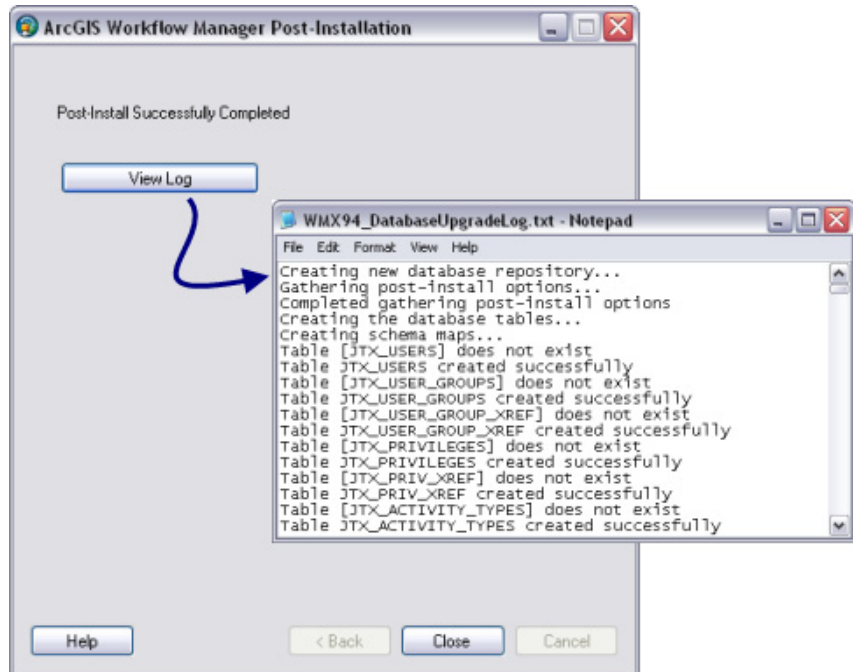 ArcGIS Workflow Manager Post-Installation
Post-Install Successfully Completed
View Log
WMX94_DatabaseUpgradeLog.txt - Notepad
File Edit Format View Help
Creating new database repository...
Gathering post-install options...
Completed gathering post-install options
Creating the database tables...
Creating schema maps...
Table [JTX_USERS] does not exist
Table JTX_USERS created successfully
Table [JTX_USER_GROUPS] does not exist
Table JTX_USER_GROUPS created successfully
Table [JTX_USER_GROUP_XREF] does not exist
Table JTX_USER_GROUP_XREF created successfully
Table [JTX_PRIVILEGES] does not exist
Table JTX_PRIVILEGES created successfully
Table [JTX_PRIV_XREF] does not exist
Table JTX_PRIV_XREF created successfully
Table [JTX_ACTIVITY_TYPES] does not exist
Table JTX_ACTIVITY_TYPES created successfully
Help
< Back
Close
Cancel